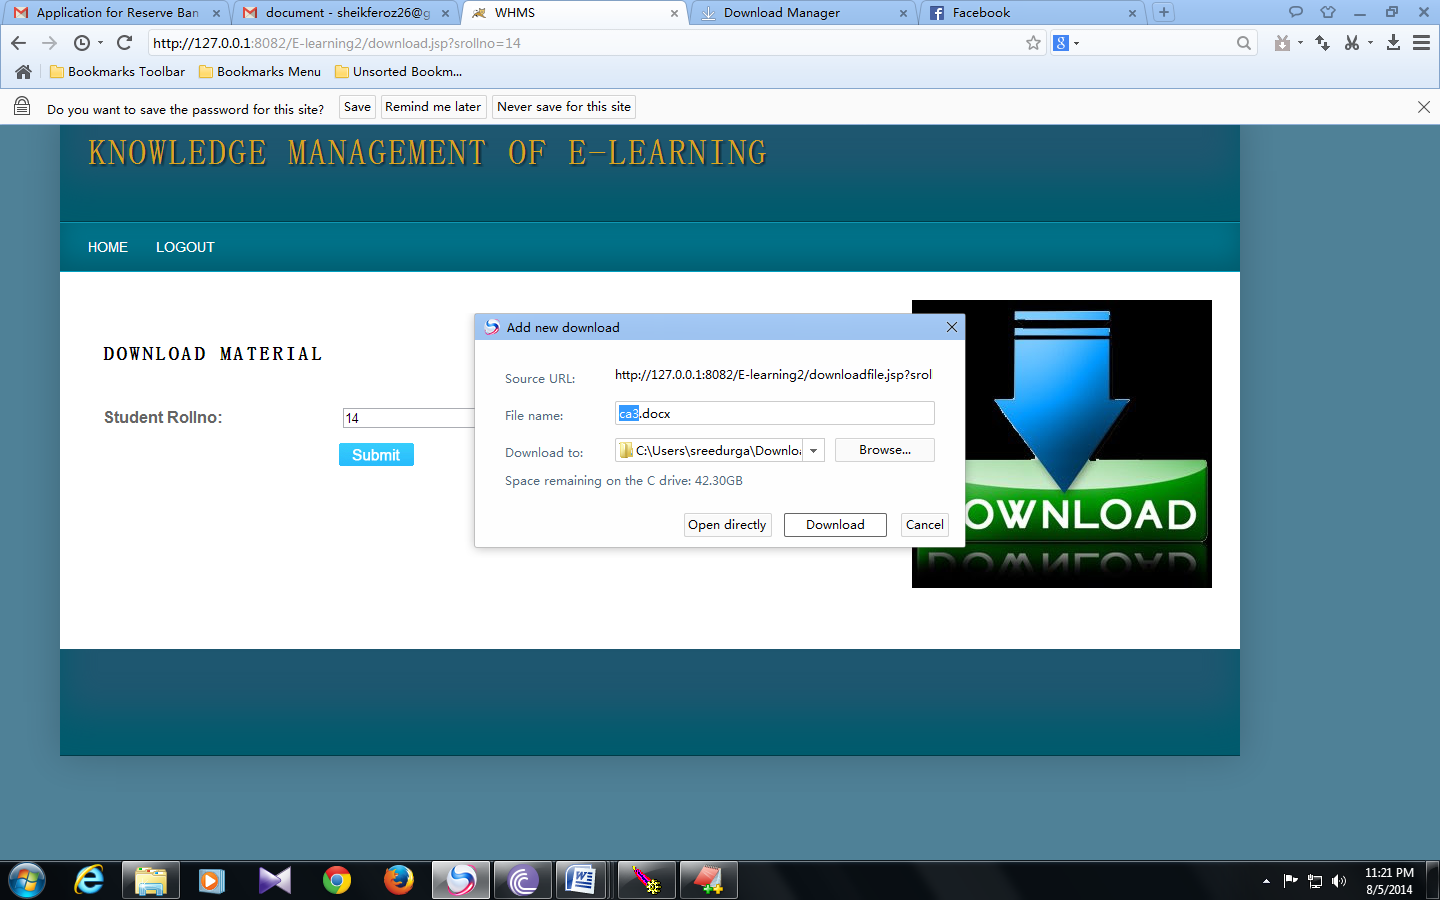 Application for Reserve Ban
document - sheikferoz26@g
WHMS
Download Manager
Facebook
http://127.0.0.1:8082/E-learning2/download.jsp?srollno=14
Bookmarks Toolbar
Bookmarks Menu
Unsorted Bookm...
Do you want to save the password for this site?
Save
Remind me later
Never save for this site
KNOWLEDGE MANAGEMENT OF E-LEARNING
HOME
LOGOUT
DOWNLOAD MATERIAL
Student Rollno:
14
Submit
Add new download
Source URL:
http://127.0.0.1:8082/E-learning2/downloadfile.jsp?srol
File name:
ca3.docx
Download to:
C:\Users\sreedurga\Downloa
Browse...
Space remaining on the C drive: 42.30GB
Open directly
Download
Cancel
OWNLOAD
11:21 PM
8/5/2014